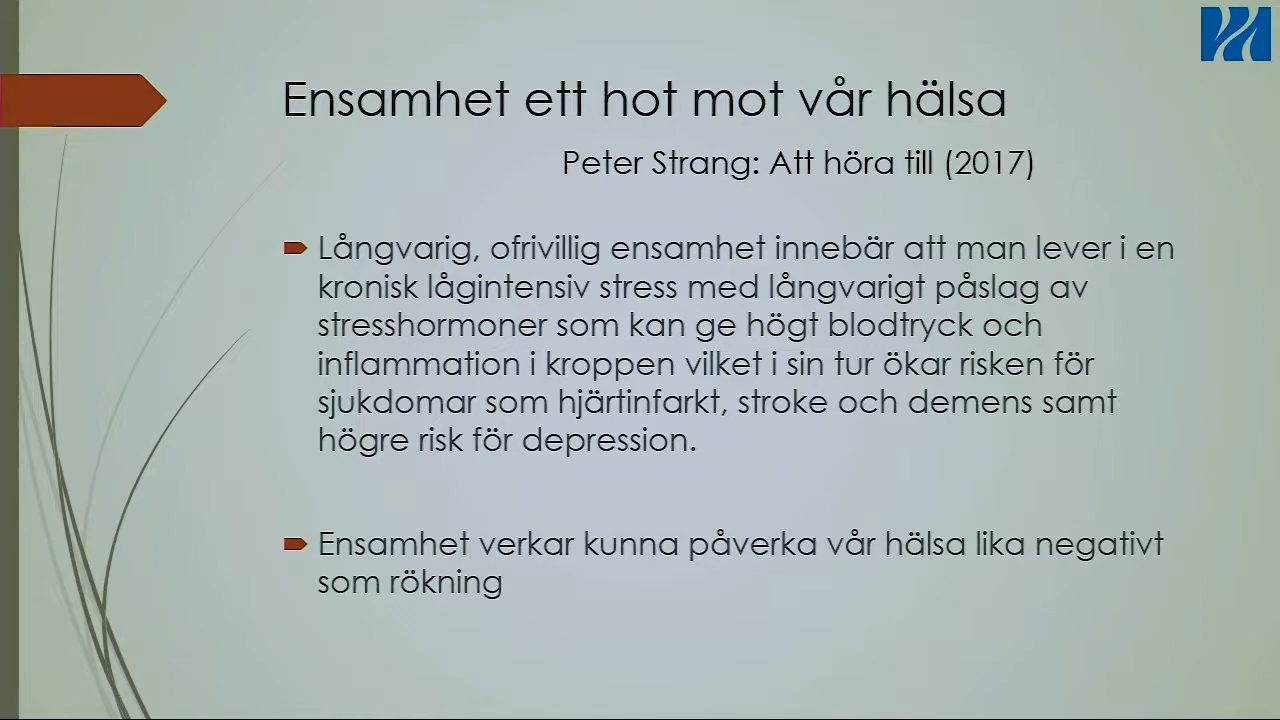 Ensamhet ett hot mot vår hälsa
Peter Strang: Att höra till (2017)
Långvarig, ofrivillig ensamhet innebär att man lever i en
kronisk lågintensiv stress med långvarigt påslag av
stresshormoner som kan ge högt blodtryck och
inflammation i kroppen vilket i sin tur ökar risken för
sjukdomar som hjärtinfarkt, stroke och demens samt
högre risk för depression.
Ensamhet verkar kunna påverka vår hälsa lika negativt
som rökning